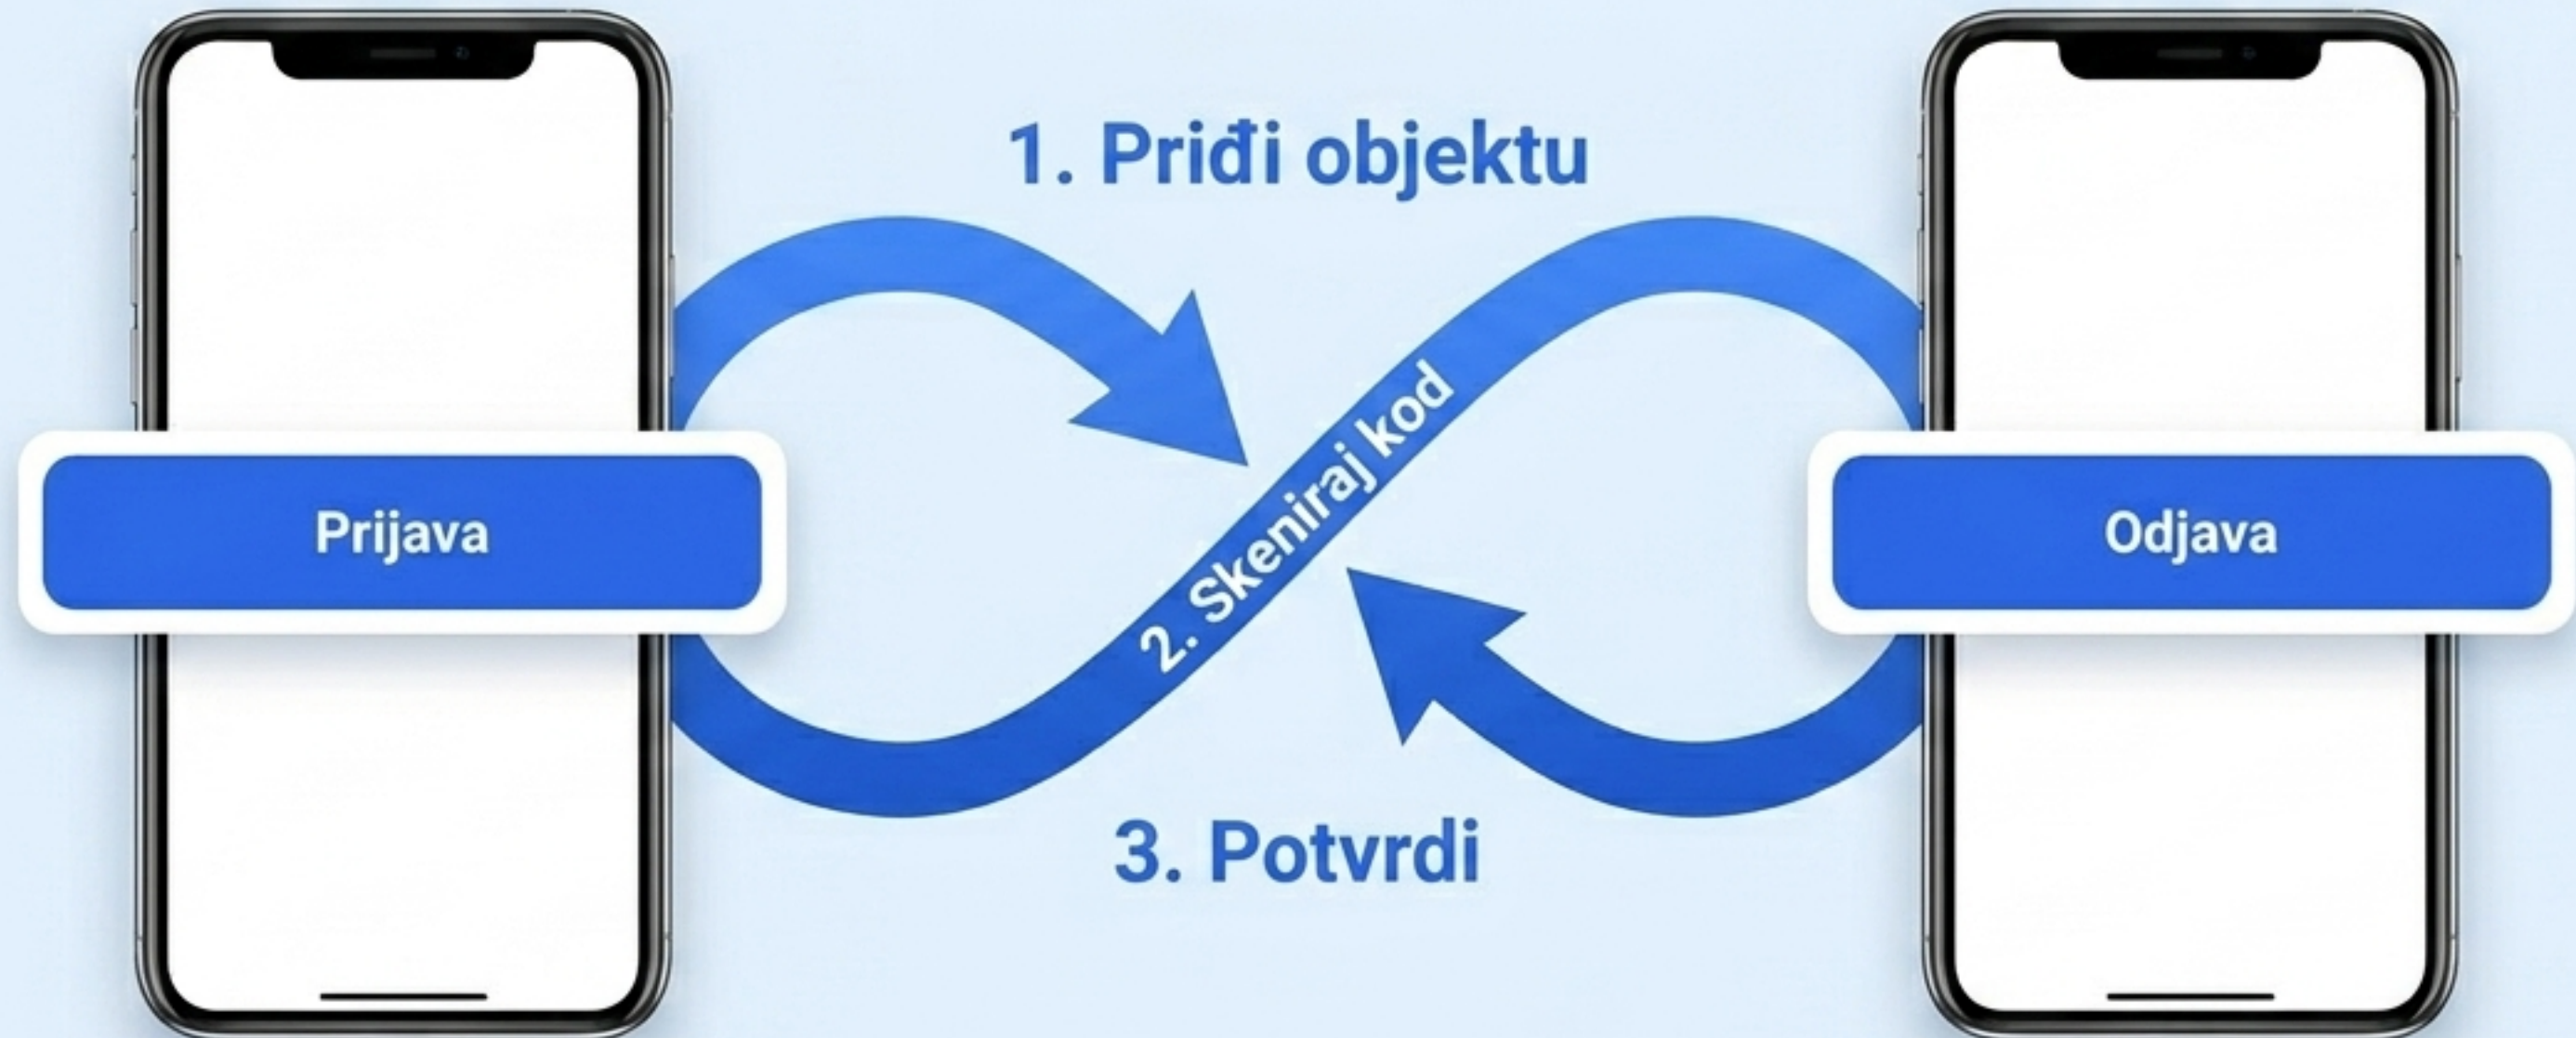 1. Priđi objektu
Prijava
2. Skeniraj kod
Odjava
3. Potvrdi